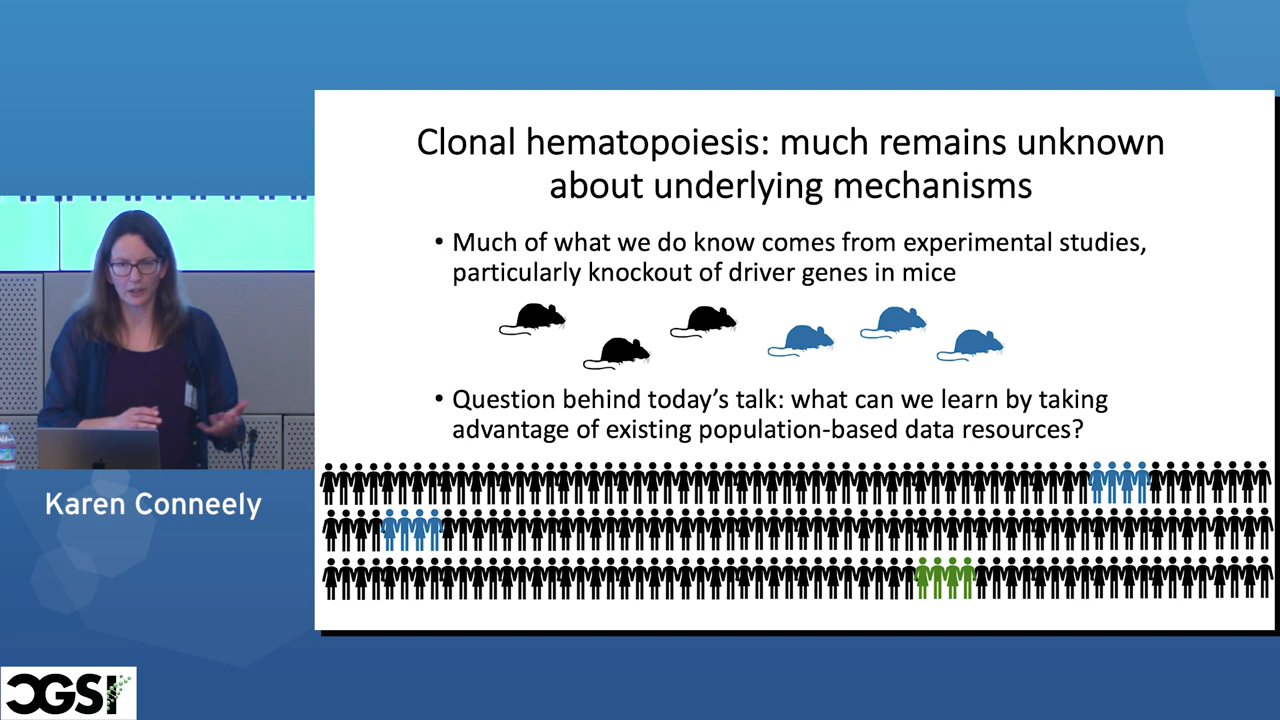 Clonal hematopoiesis: much remains unknown
about underlying mechanisms
• Much of what we do know comes from experimental studies,
particularly knockout of driver genes in mice
• Question behind today's talk: what can we learn by taking
advantage of existing population-based data resources?
Karen Conneely
CGSI